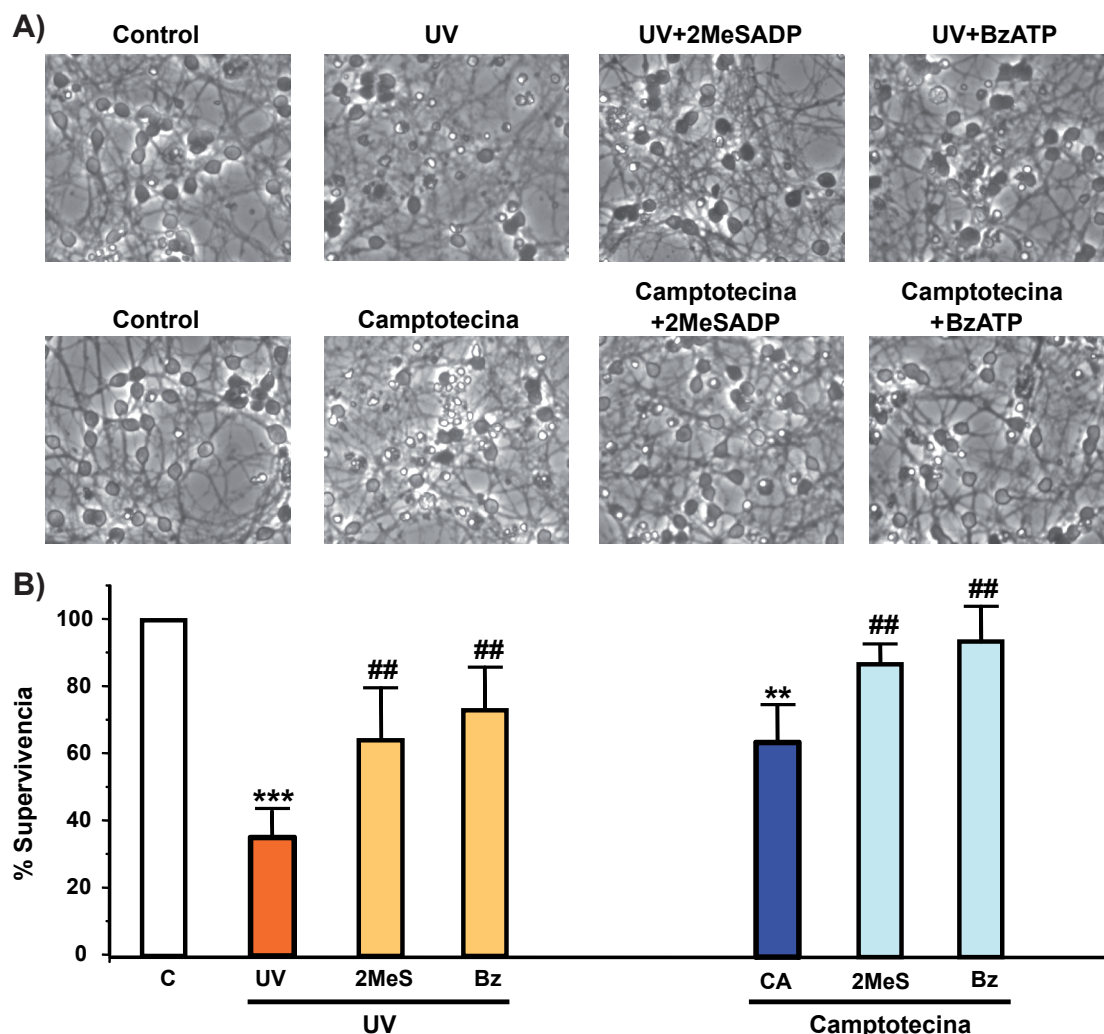 A)
Control
UV
UV+2MeSADP
UV+BzATP
Control
Camptotecina
Camptotecina
+2MeSADP
Camptotecina
+BzATP
B)
% Supervivencia
100
80
60
40
20
0
***
##
##
**
##
##
C
UV
2MeS
Bz
CA
2MeS
Bz
UV
Camptotecina